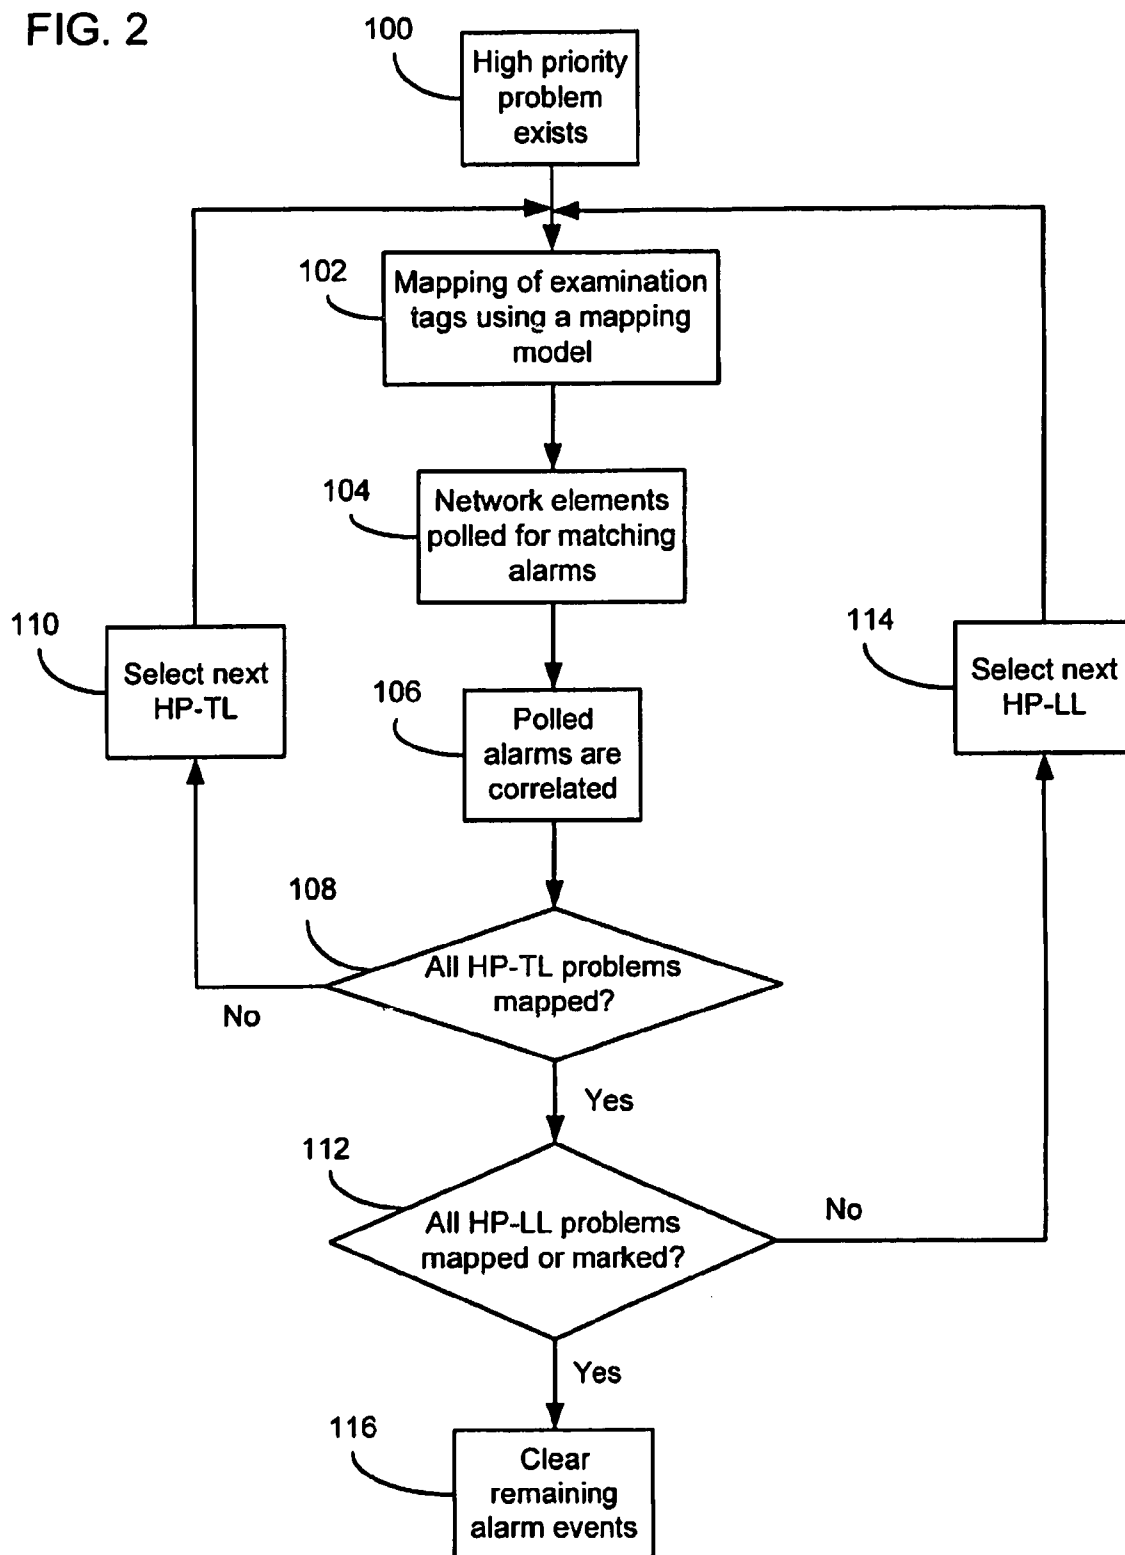 FIG. 2
100
High priority
problem
exists
102
Mapping of examination
tags using a mapping
model
104
Network elements
polled for matching
alarms
110
Select next
HP-TL
114
Select next
HP-LL
106
Polled
alarms are
correlated
108
All HP-TL problems
mapped?
No
Yes
112
All HP-LL problems
mapped or marked?
No
Yes
116
Clear
remaining
alarm events